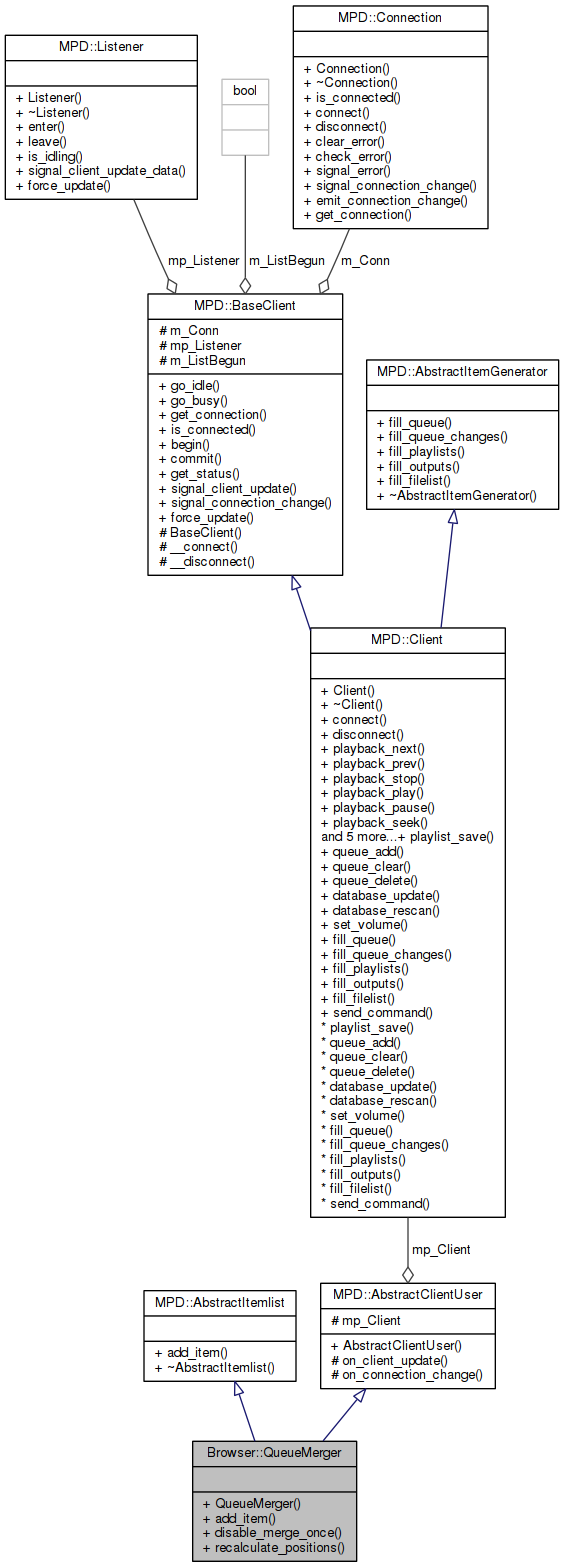 MPD::Connection
+ Connection()
+ ~Connection()
+ is_connected()
+ connect()
+ disconnect()
+ clear_error()
+ check_error()
+ signal_error()
+ signal_connection_change()
+ emit_connection_change()
+ get_connection()
MPD::Listener
+ Listener()
+ ~Listener()
+ enter()
+ leave()
+ is_idling()
+ signal_client_update_data()
+ force_update()
bool
mp_Listener
m_ListBegun
m_Conn
MPD::BaseClient
# m_Conn
# mp_Listener
# m_ListBegun
+ go_idle()
+ go_busy()
+ get_connection()
+ is_connected()
+ begin()
+ commit()
+ get_status()
+ signal_client_update()
+ signal_connection_change()
+ force_update()
# BaseClient()
# __connect()
# __disconnect()
MPD::AbstractItemGenerator
+ fill_queue()
+ fill_queue_changes()
+ fill_playlists()
+ fill_outputs()
+ fill_filelist()
+ ~AbstractItemGenerator()
MPD::Client
+ Client()
+ ~Client()
+ connect()
+ disconnect()
+ playback_next()
+ playback_prev()
+ playback_stop()
+ playback_play()
+ playback_pause()
+ playback_seek()
and 5 more...+ playlist_save()
+ queue_add()
+ queue_clear()
+ queue_delete()
+ database_update()
+ database_rescan()
+ set_volume()
+ fill_queue()
+ fill_queue_changes()
+ fill_playlists()
+ fill_outputs()
+ fill_filelist()
+ send_command()
* playlist_save()
* queue_add()
* queue_clear()
* queue_delete()
* database_update()
* database_rescan()
* set_volume()
* fill_queue()
* fill_queue_changes()
* fill_playlists()
* fill_outputs()
* fill_filelist()
* send_command()
mp_Client
MPD::AbstractItemlist
+ add_item()
+ ~AbstractItemlist()
MPD::AbstractClientUser
# mp_Client
+ AbstractClientUser()
# on_client_update()
# on_connection_change()
Browser::QueueMerger
+ QueueMerger()
+ add_item()
+ disable_merge_once()
+ recalculate_positions()